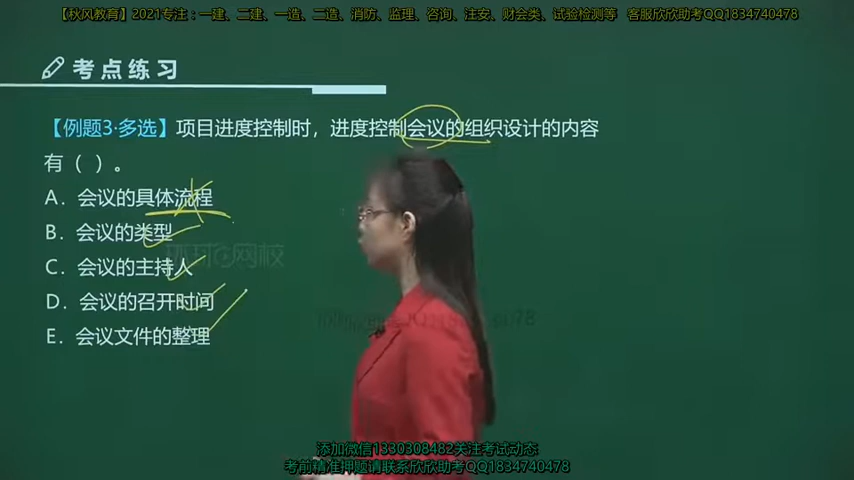 【秋风教育】2021专注：一建、二建、一造、二造、消防、监理、咨询、注安、财会类、试验检测等 客服欣欣助考QQ1834740478
考点练习
【例题3·多选】项目进度控制时，进度控制会议的组织设计的内容
有（ ）。
A．会议的具体流程
B．会议的类型
C．会议的主持人
D．会议的召开时间
E．会议文件的整理
环球网校
添加微信1330308482关注考试动态
考前精准押题请联系欣欣助考QQ1834740478